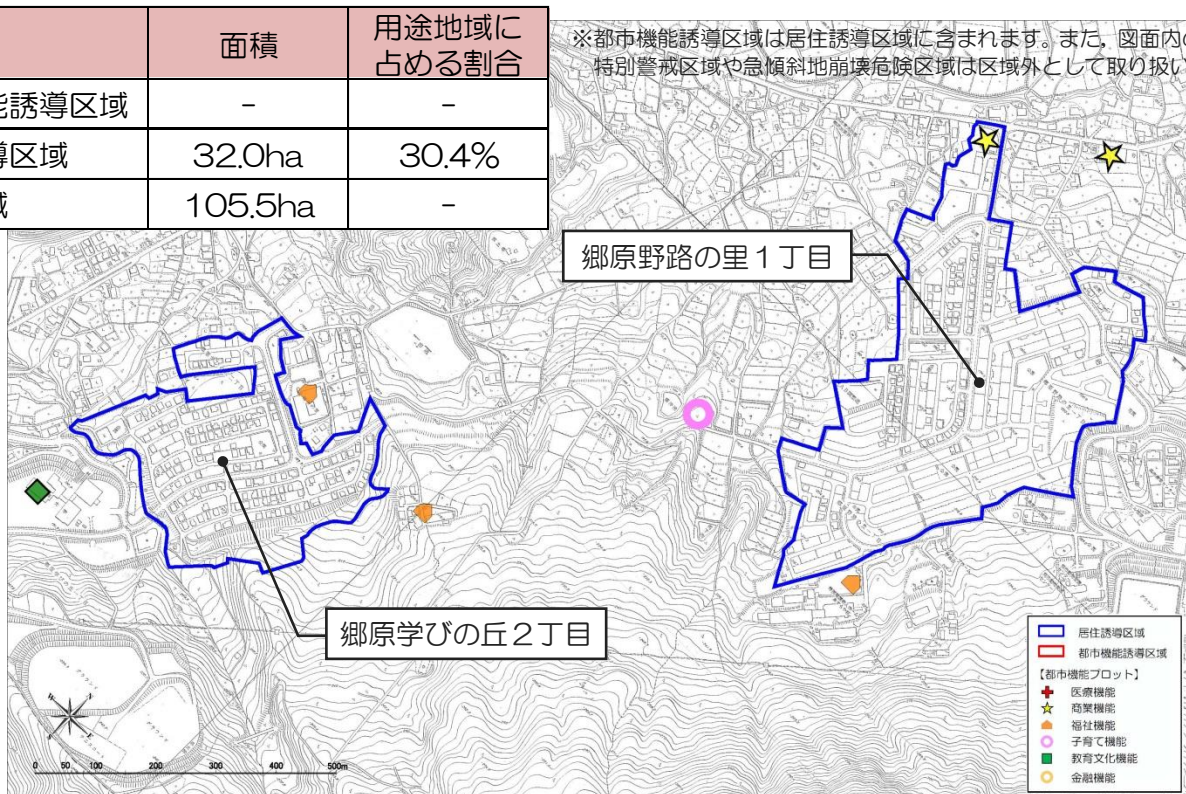 面積
用途地域に
占める割合
能誘導区域
-
-
導区域
32.0ha
30.4%
域
105.5ha
-
※都市機能誘導区域は居住誘導区域に含まれます。また，図面内の
特別警戒区域や急傾斜地崩壊危険区域は区域外として取り扱い
郷原野路の里1丁目
郷原学びの丘2丁目
居住誘導区域
都市機能誘導区域
【都市機能プロット】
医療機能
商業機能
福祉機能
子育て機能
教育文化機能
金融機能
0 50 100 200 300 400 500m